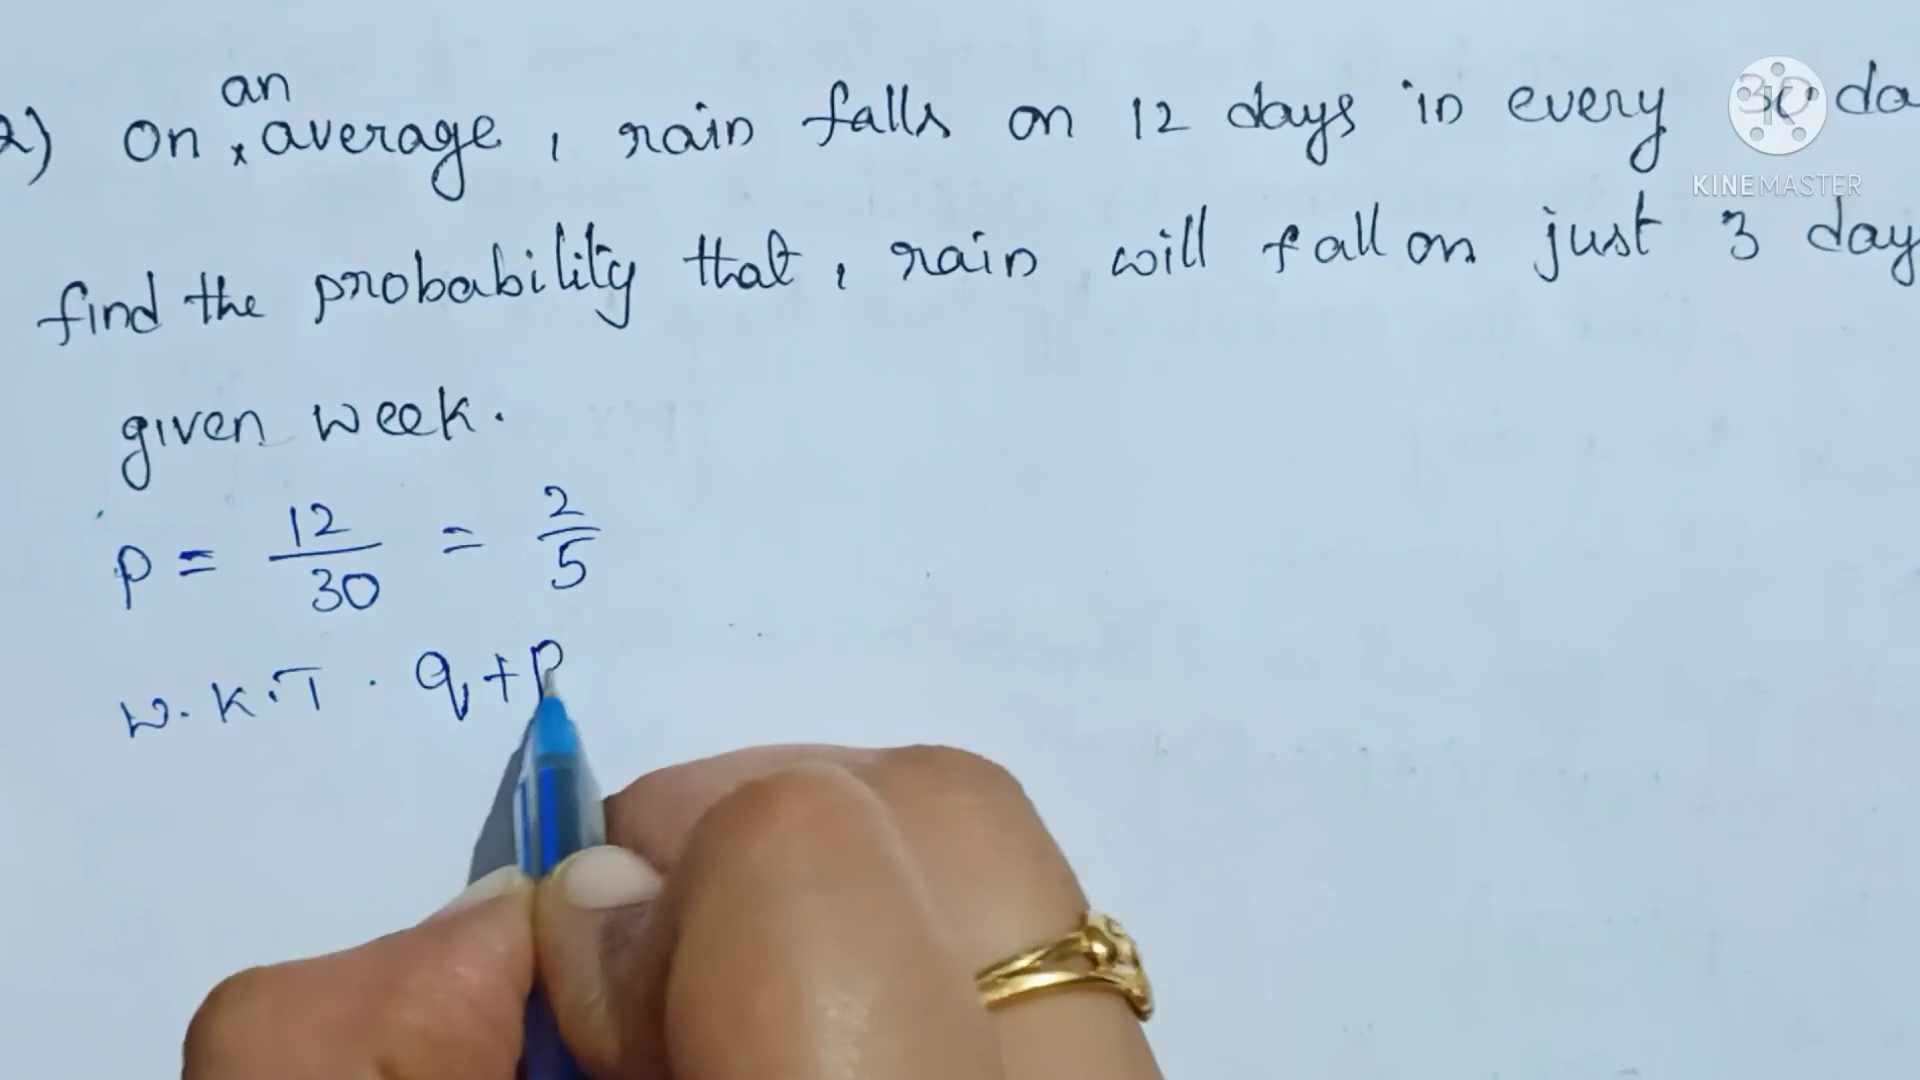 an
2) On average, rain falls on 12 days in every 30 da
KINEMASTER
find the probability that, rain will fall on just 3 day
given week.
p = 12/30 = 2/5
W.K.T. q+p